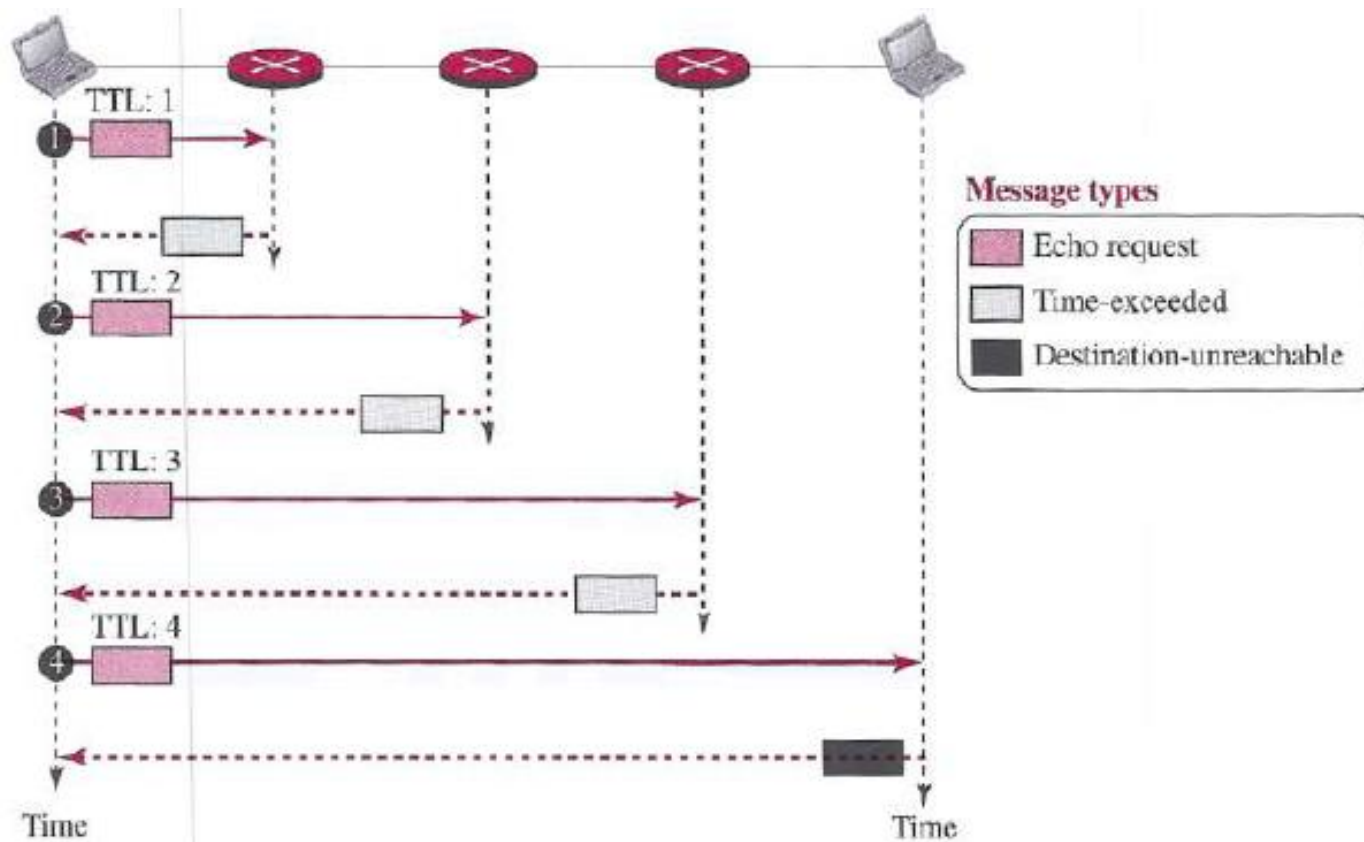 TTL: 1
1
Message types
Echo request
TTL: 2
2
Time-exceeded
Destination-unreachable
TTL: 3
3
TTL: 4
4
Time
Time